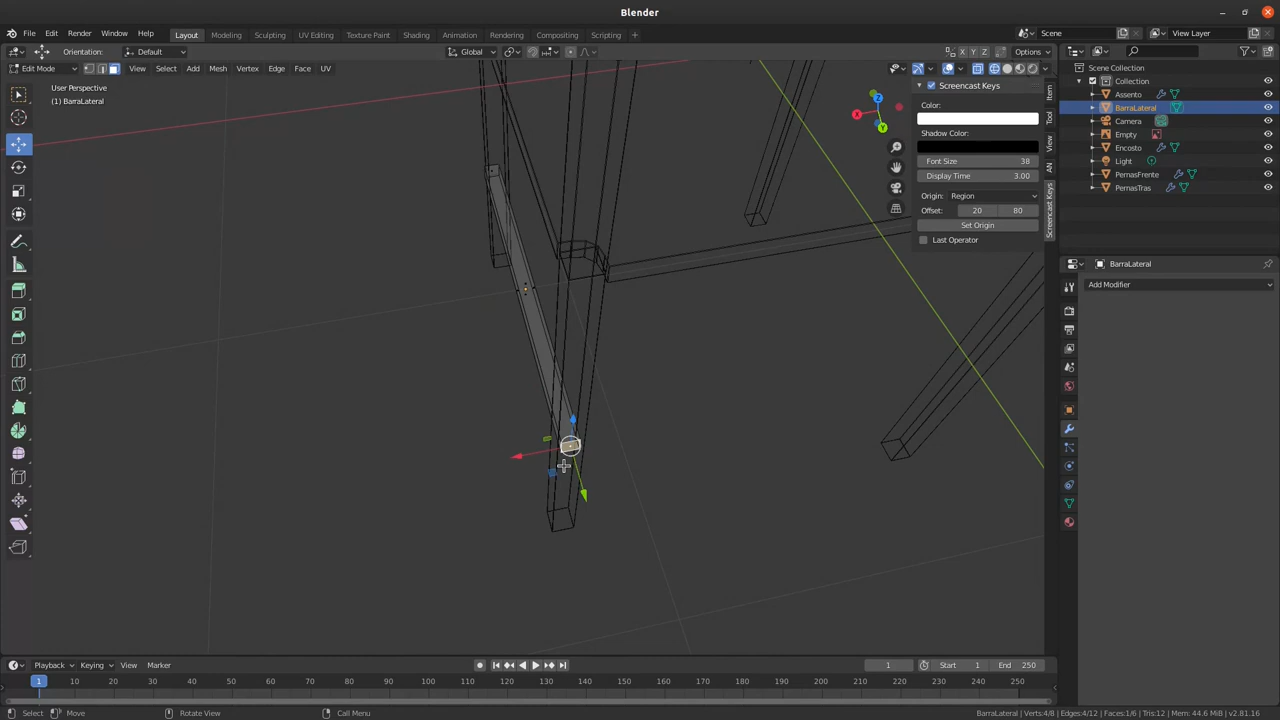 Blender
File Edit Render Window Help Layout Modeling Sculpting UV Editing Texture Paint Shading Animation Rendering Compositing Scripting + Scene View Layer
Orientation: Default Global X Y Z Options
Edit Mode View Select Add Mesh Vertex Edge Face UV
User Perspective
(1) BarraLateral
Screencast Keys
Color:
Shadow Color:
Font Size 38
Display Time 3.00
Origin: Region
Offset: 20 80
Set Origin
Last Operator
Item
Tool
View
AN
Screencast Keys
X
Y
Z
Scene Collection
Collection
Assento
BarraLateral
Camera
Empty
Encosto
Light
PernasFrente
PernasTras
BarraLateral
Add Modifier
Playback Keying View Marker 1 Start 1 End 250
1 10 20 30 40 50 60 70 80 90 100 110 120 130 140 150 160 170 180 190 200 210 220 230 240 250
Select Move Rotate View Call Menu BarraLateral | Verts:4/8 | Edges:4/12 | Faces:1/6 | Tris:12 | Mem: 44.6 MiB | v2.81.16